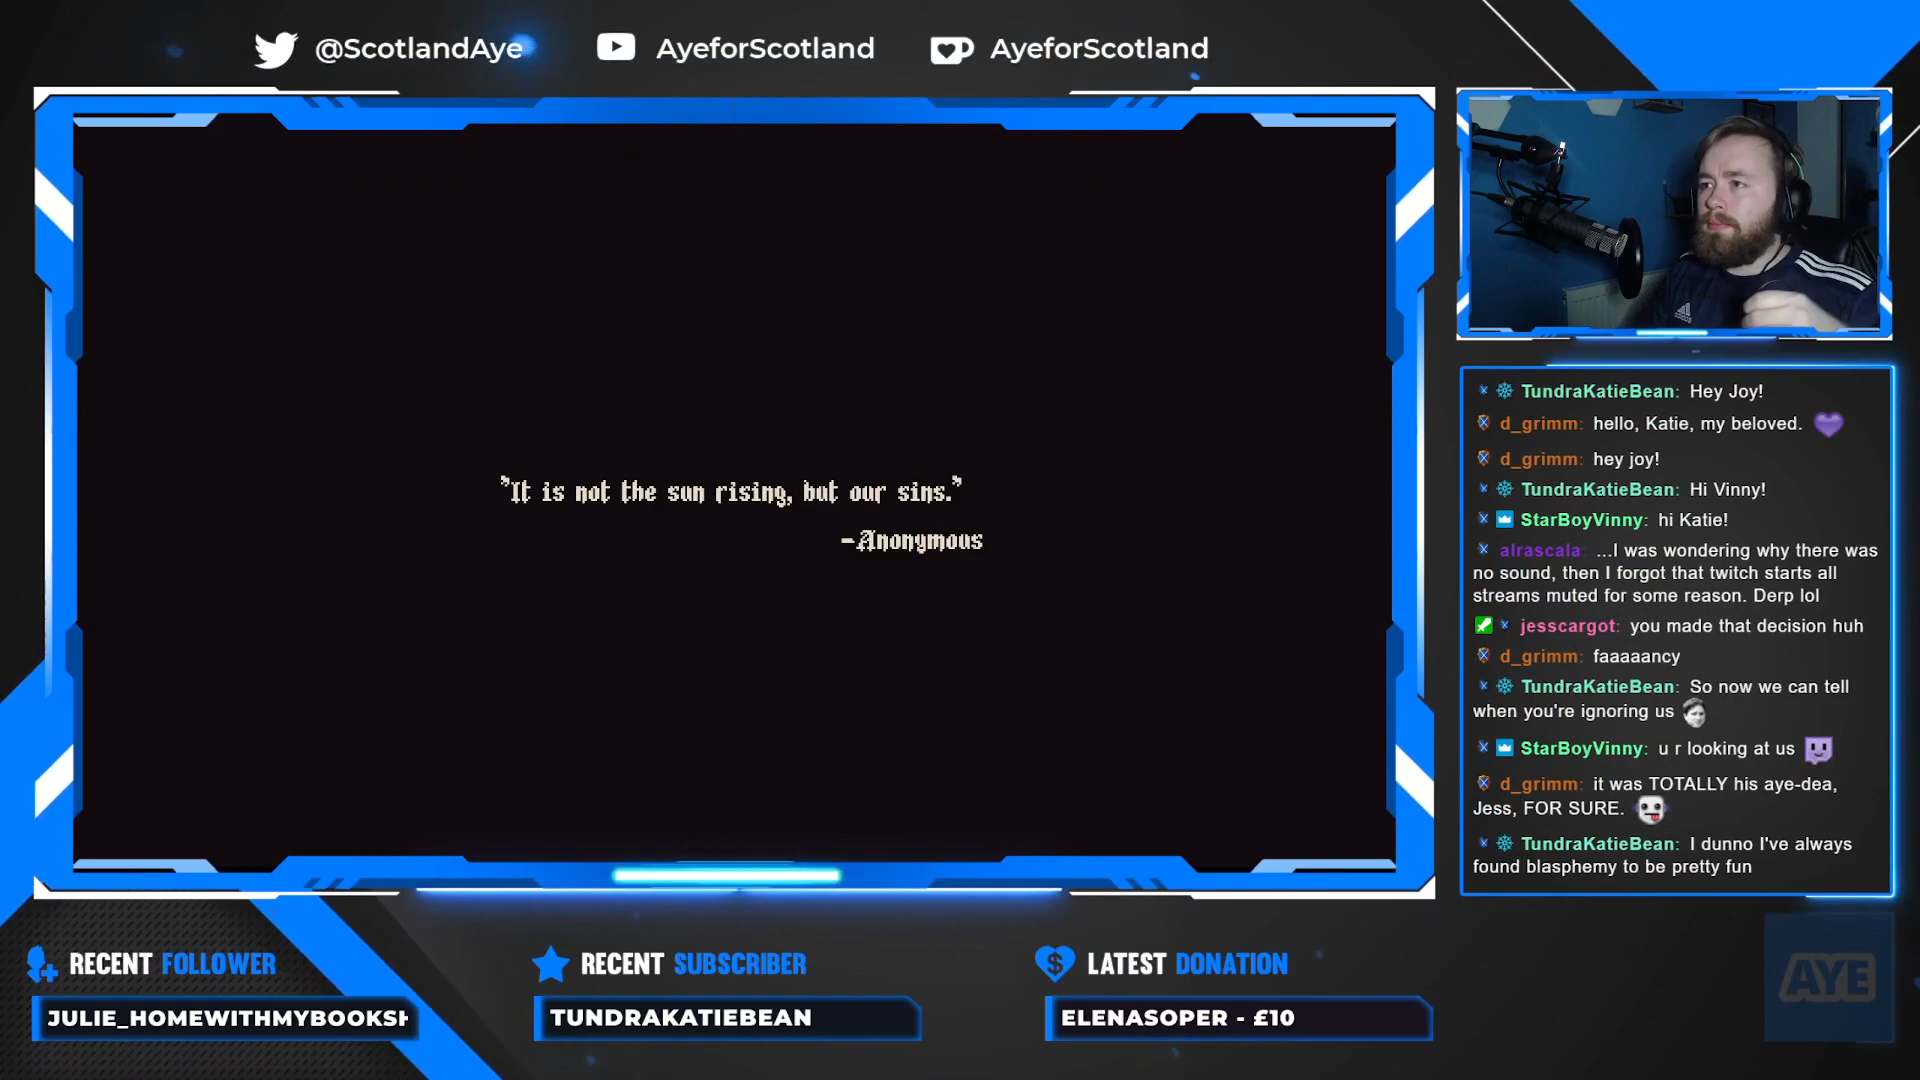 @ScotlandAye
AyeforScotland
AyeforScotland
"It is not the sun rising, but our sins."
-Anonymous
TundraKatieBean: Hey Joy!
d_grimm: hello, Katie, my beloved.
d_grimm: hey joy!
TundraKatieBean: Hi Vinny!
StarBoyVinny: hi Katie!
alrascala: ...I was wondering why there was
no sound, then I forgot that twitch starts all
streams muted for some reason. Derp lol
jesscargot: you made that decision huh
d_grimm: faaaaancy
TundraKatieBean: So now we can tell
when you're ignoring us
StarBoyVinny: u r looking at us
d_grimm: it was TOTALLY his aye-dea,
Jess, FOR SURE.
TundraKatieBean: I dunno I've always
found blasphemy to be pretty fun
RECENT FOLLOWER
JULIE_HOMEWITHMYBOOKS
RECENT SUBSCRIBER
TUNDRAKATIEBEAN
LATEST DONATION
ELENASOPER - £10
AYE
adidas